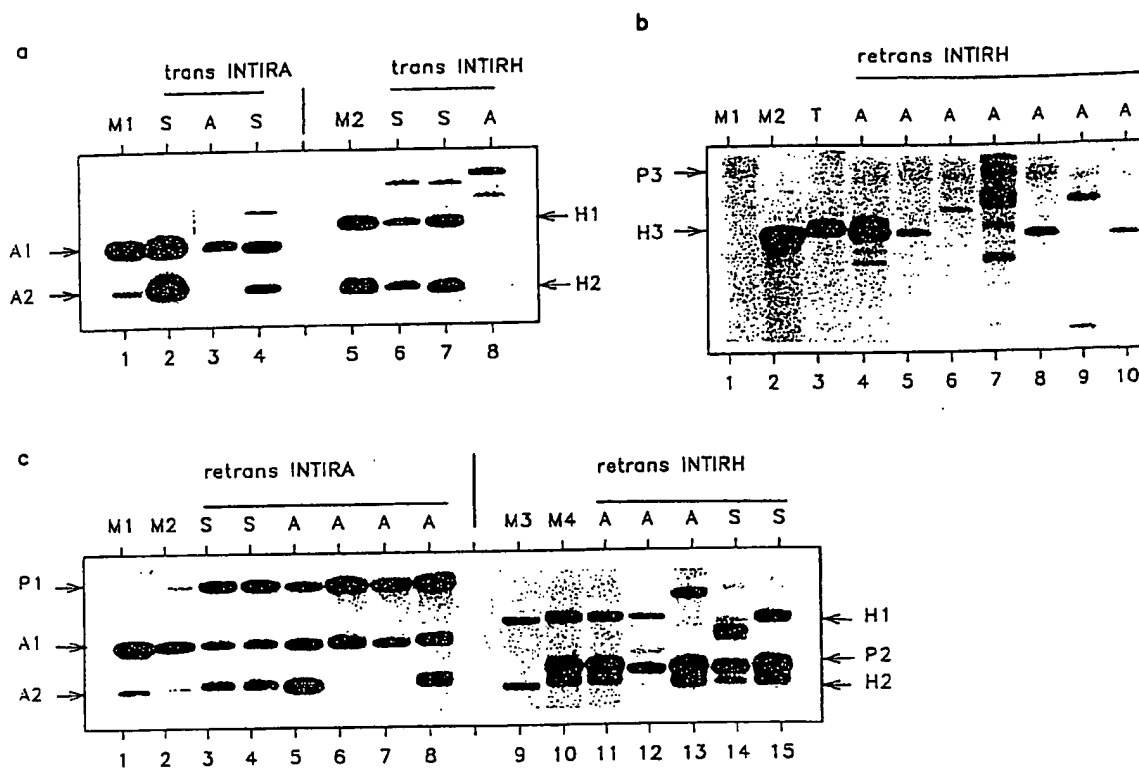 a
trans INTIRA
trans INTIRH
M1 S A S M2 S S A
H1
A1
A2
H2
1 2 3 4 5 6 7 8
b
retrans INTIRH
M1 M2 T A A A A A A A
P3
H3
1 2 3 4 5 6 7 8 9 10
c
retrans INTIRA
retrans INTIRH
M1 M2 S S A A A A M3 M4 A A A S S
P1
H1
A1
P2
A2
H2
1 2 3 4 5 6 7 8 9 10 11 12 13 14 15